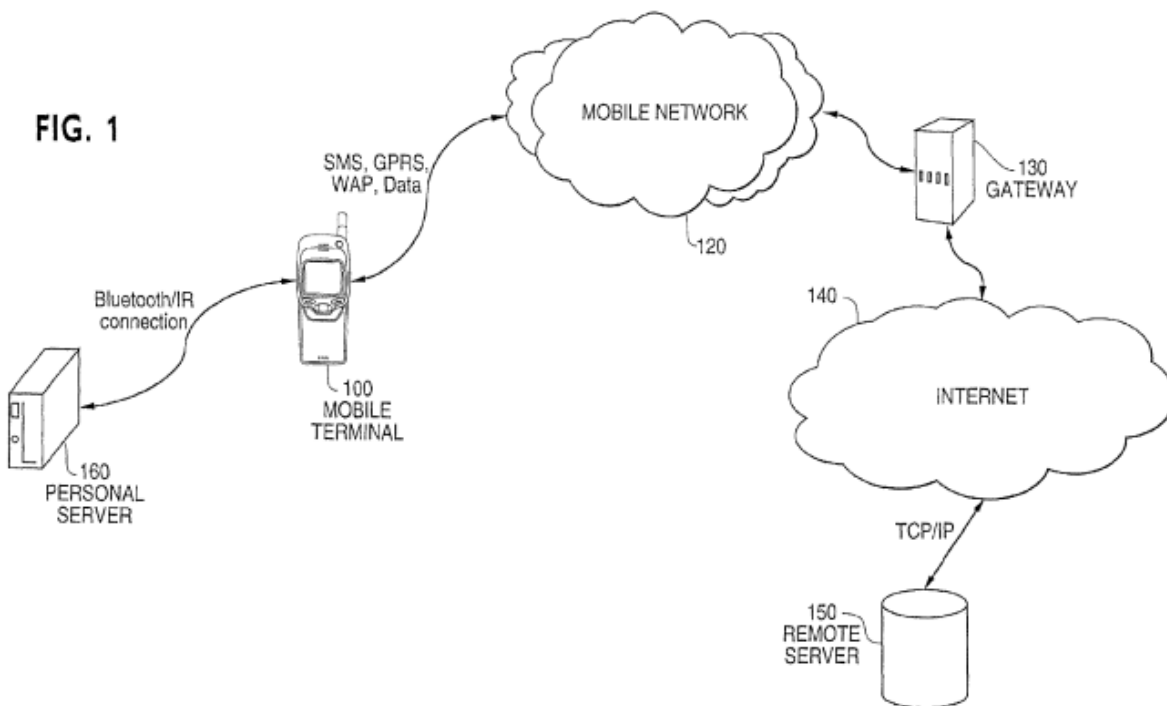 FIG. 1
MOBILE NETWORK
120
SMS, GPRS,
WAP, Data
130
GATEWAY
Bluetooth/IR
connection
100
MOBILE
TERMINAL
140
INTERNET
160
PERSONAL
SERVER
TCP/IP
150
REMOTE
SERVER